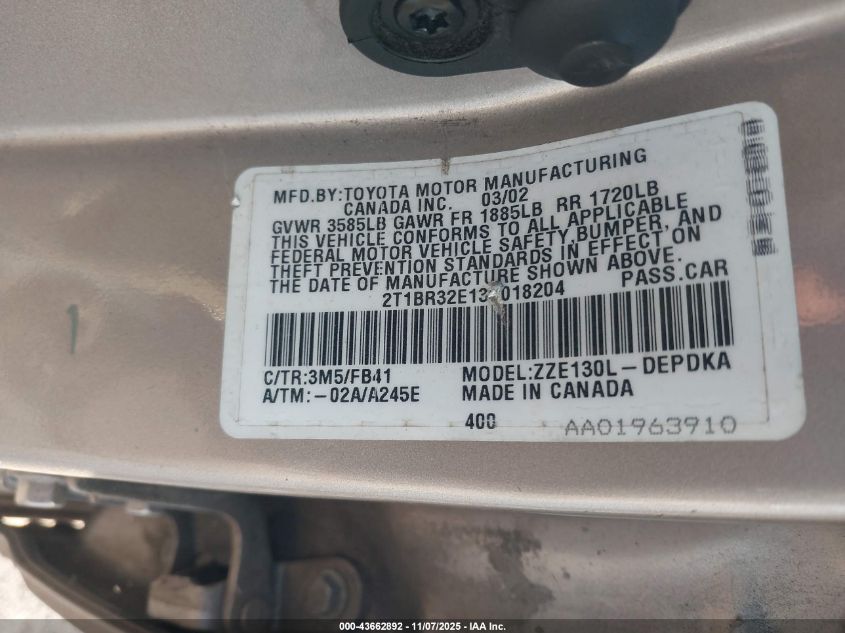 MFD.BY:TOYOTA MOTOR MANUFACTURING
CANADA INC. 03/02
GVWR 3585LB GAWR FR 1885LB RR 1720LB
THIS VEHICLE CONFORMS TO ALL APPLICABLE
FEDERAL MOTOR VEHICLE SAFETY BUMPER, AND
THEFT PREVENTION STANDARDS IN EFFECT ON
THE DATE OF MANUFACTURE SHOWN ABOVE.
PASS.CAR
C/TR:3M5/FB41 MODEL:ZZE130L-DEPDKA
A/TM:-02A/A245E MADE IN CANADA
400 AA01963910
000-43662892 - 11/07/2025 - IAA Inc.